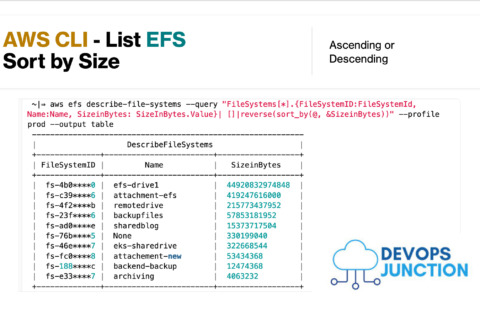 AWS CLI - List EFS
Sort by Size
Ascending or
Descending
~|⇒ aws efs describe-file-systems --query "FileSystems[*].{FileSystemID:FileSystemId,
Name:Name, SizeinBytes: SizeInBytes.Value}| []|reverse(sort_by(@, &SizeinBytes))" --profile
prod --output table
| DescribeFileSystems |
| FileSystemID | Name | SizeinBytes |
| fs-4b0****0 | efs-drive1 | 44920832974848 |
| fs-c39****6 | attachment-efs | 419247616000 |
| fs-4f2****b | remotedrive | 215773437952 |
| fs-23f****6 | backupfiles | 57853181952 |
| fs-ad0****e | sharedblog | 15373717504 |
| fs-76b****5 | None | 330199040 |
| fs-46e****7 | eks-sharedrive | 322668544 |
| fs-fc0****8 | attachement-new | 53434368 |
| fs-188****c | backend-backup | 12474368 |
| fs-e33****7 | archiving | 4063232 |
DEVOPS
JUNCTION